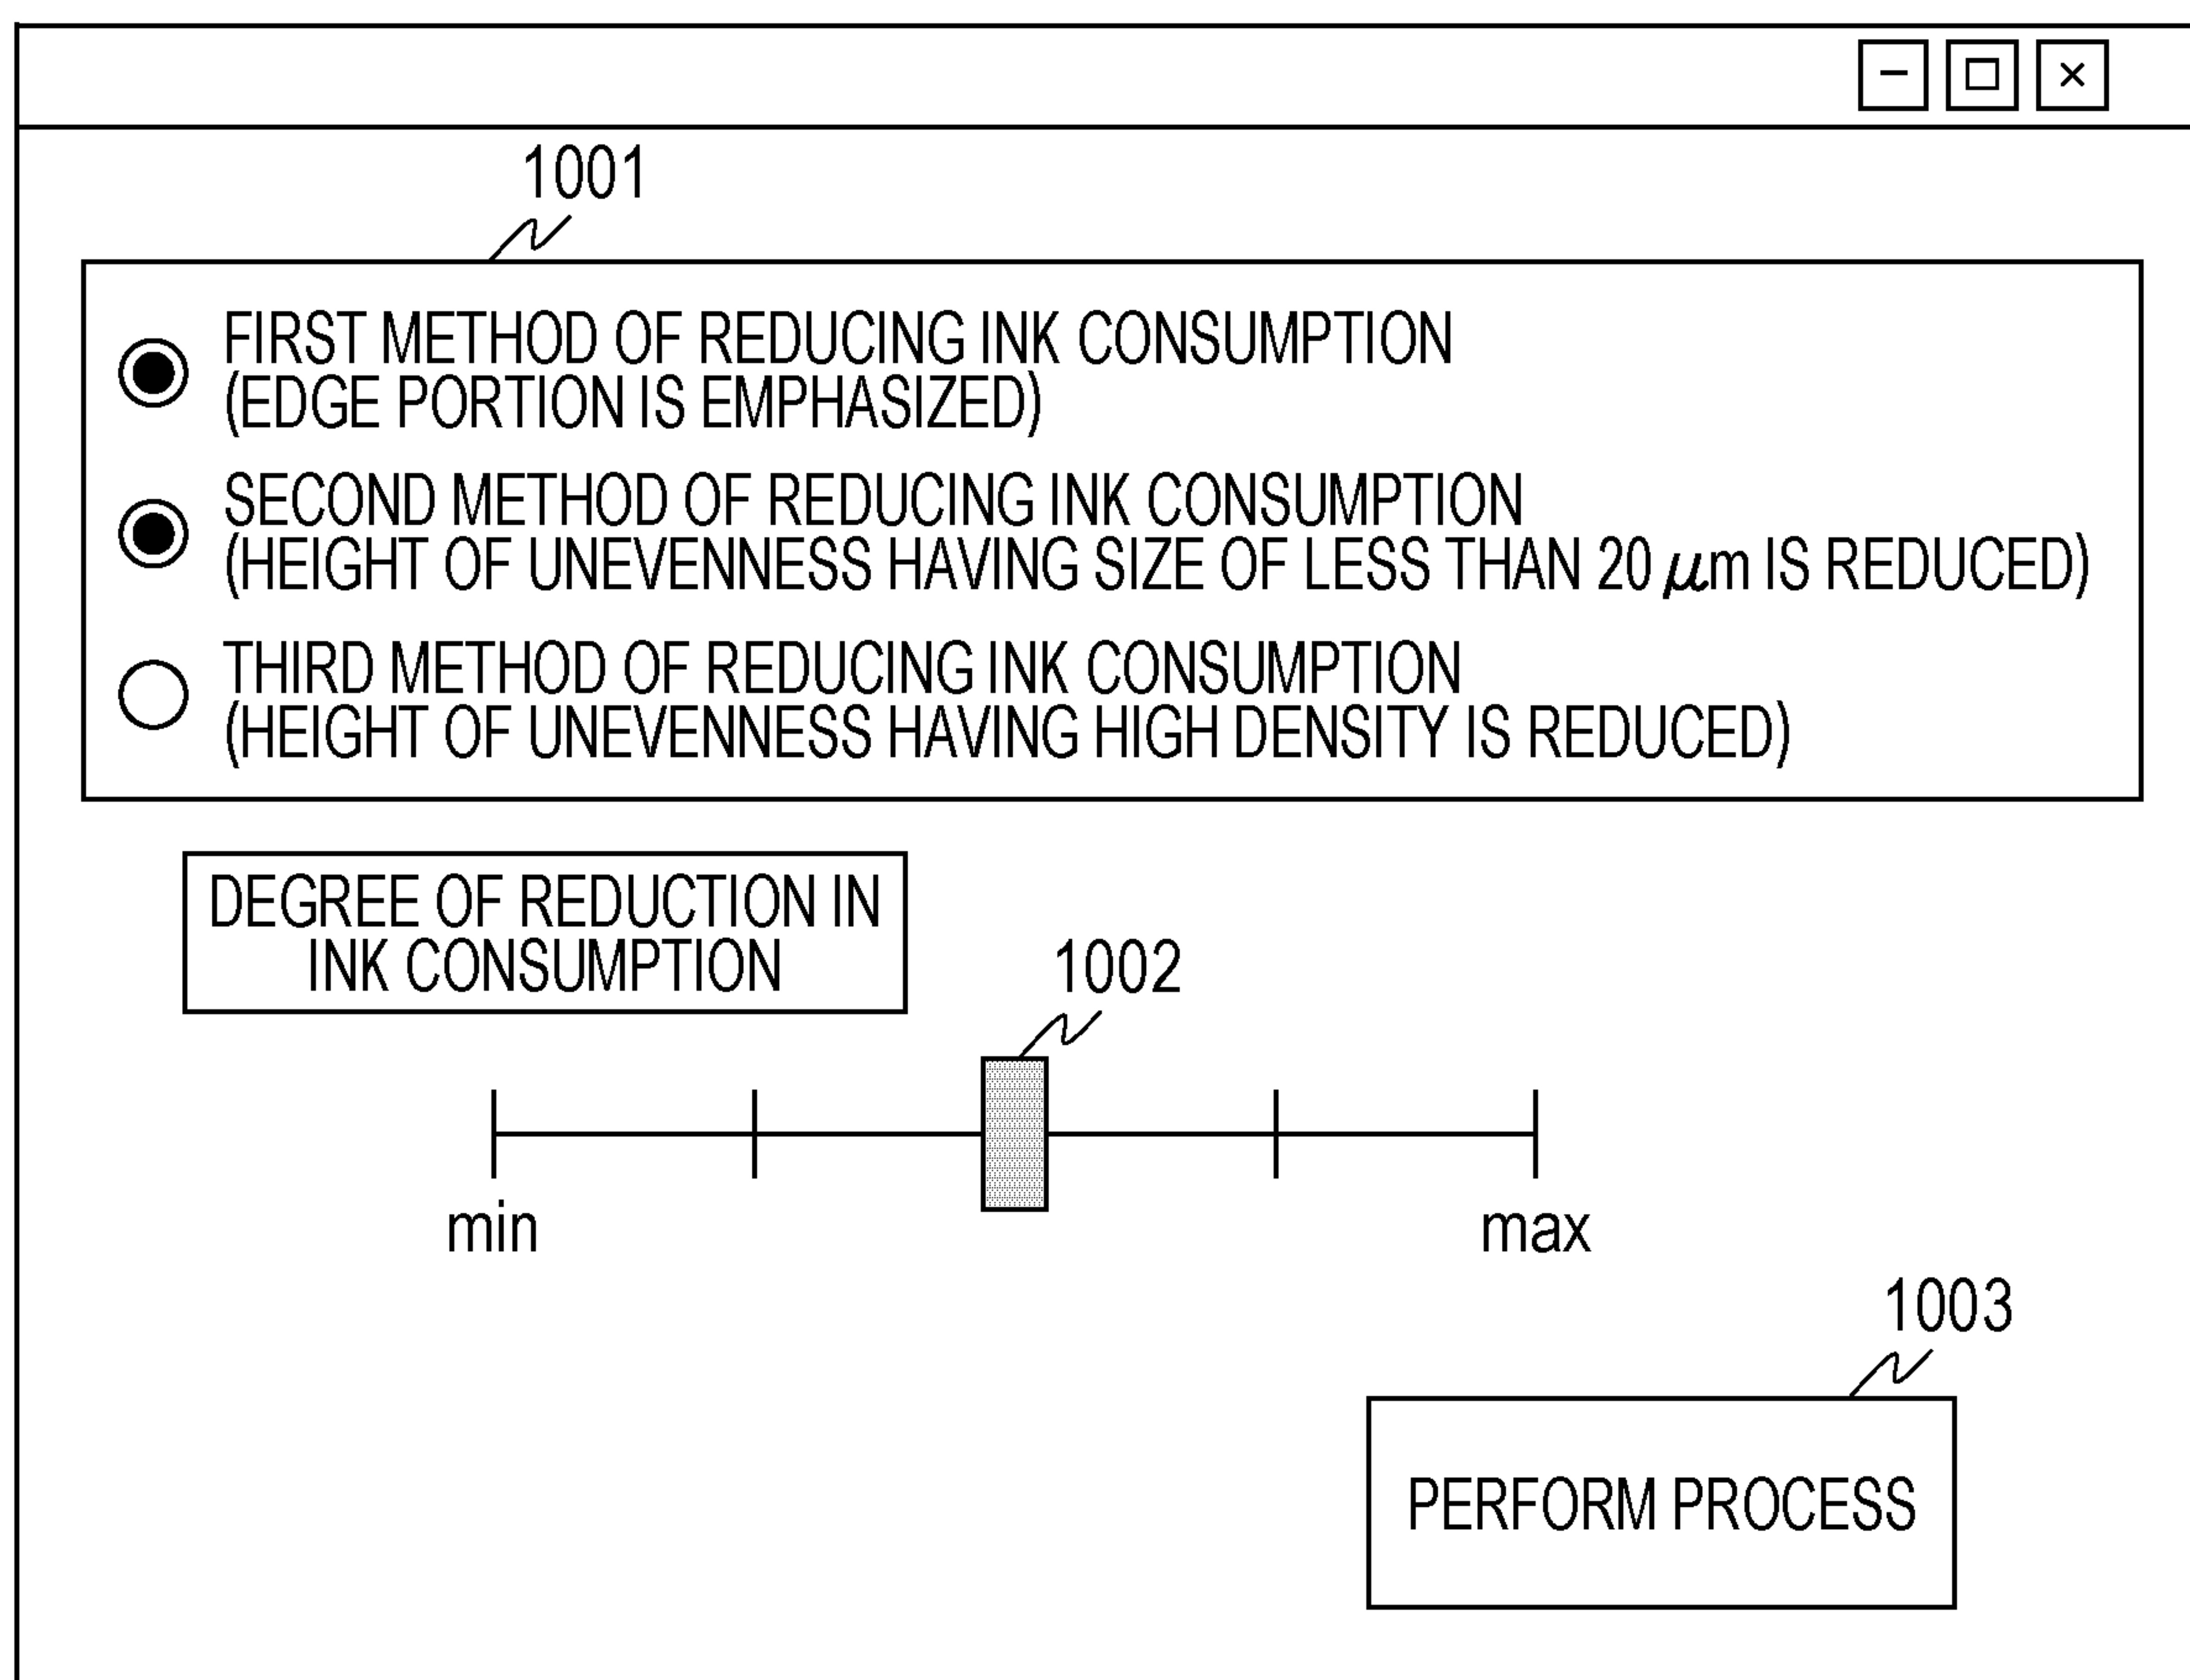 1001
FIRST METHOD OF REDUCING INK CONSUMPTION
(EDGE PORTION IS EMPHASIZED)
SECOND METHOD OF REDUCING INK CONSUMPTION
(HEIGHT OF UNEVENNESS HAVING SIZE OF LESS THAN 20 μm IS REDUCED)
THIRD METHOD OF REDUCING INK CONSUMPTION
(HEIGHT OF UNEVENNESS HAVING HIGH DENSITY IS REDUCED)
DEGREE OF REDUCTION IN
INK CONSUMPTION
1002
min
max
1003
PERFORM PROCESS